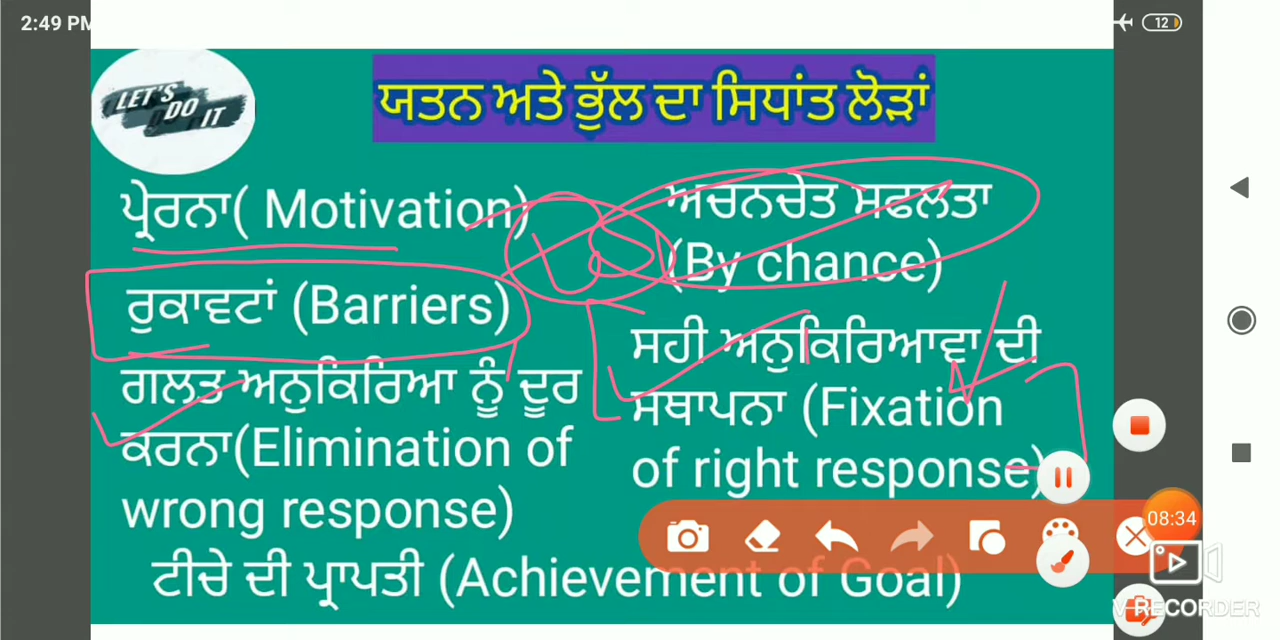 2:49 PM
12
LET'S
DO IT
ਯਤਨ ਅਤੇ ਭੁੱਲ ਦਾ ਸਿਧਾਂਤ ਲੋੜਾਂ
ਪ੍ਰੇਰਨਾ( Motivation)
ਰੁਕਾਵਟਾਂ (Barriers)
ਗਲਤ ਅਨੁਕਿਰਿਆ ਨੂੰ ਦੂਰ
ਕਰਨਾ(Elimination of
wrong response)
ਅਚਨਚੇਤ ਸਫਲਤਾ
(By chance)
ਸਹੀ ਅਨੁਕਿਰਿਆਵਾ ਦੀ
ਸਥਾਪਨਾ (Fixation
of right response)
ਟੀਚੇ ਦੀ ਪ੍ਰਾਪਤੀ (Achievement of Goal)
08:34
V RECORDER